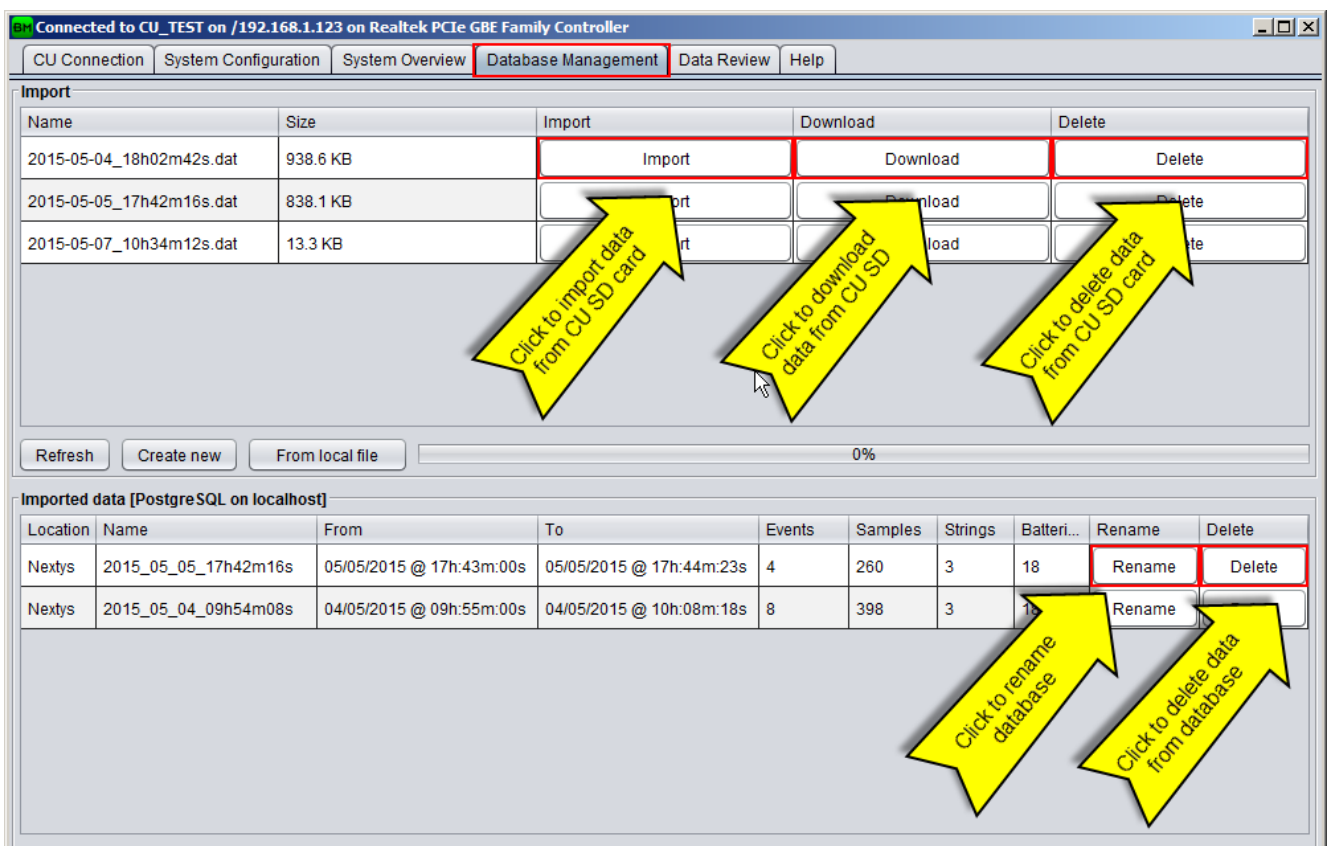 BM Connected to CU_TEST on /192.168.1.123 on Realtek PCIe GBE Family Controller
CU Connection System Configuration System Overview Database Management Data Review Help
Import
Name Size Import Download Delete
2015-05-04_18h02m42s.dat 938.6 KB Import Download Delete
2015-05-05_17h42m16s.dat 838.1 KB
2015-05-07_10h34m12s.dat 13.3 KB
Click to import data
from CU SD card
Click to download
data from CU SD
Click to delete data
from CU SD card
Refresh Create new From local file 0%
Imported data [PostgreSQL on localhost]
Location Name From To Events Samples Strings Batteri... Rename Delete
Nextys 2015_05_05_17h42m16s 05/05/2015 @ 17h:43m:00s 05/05/2015 @ 17h:44m:23s 4 260 3 18 Rename Delete
Nextys 2015_05_04_09h54m08s 04/05/2015 @ 09h:55m:00s 04/05/2015 @ 10h:08m:18s 8 398 3 Rename
Click to rename
database
Click to delete data
from database